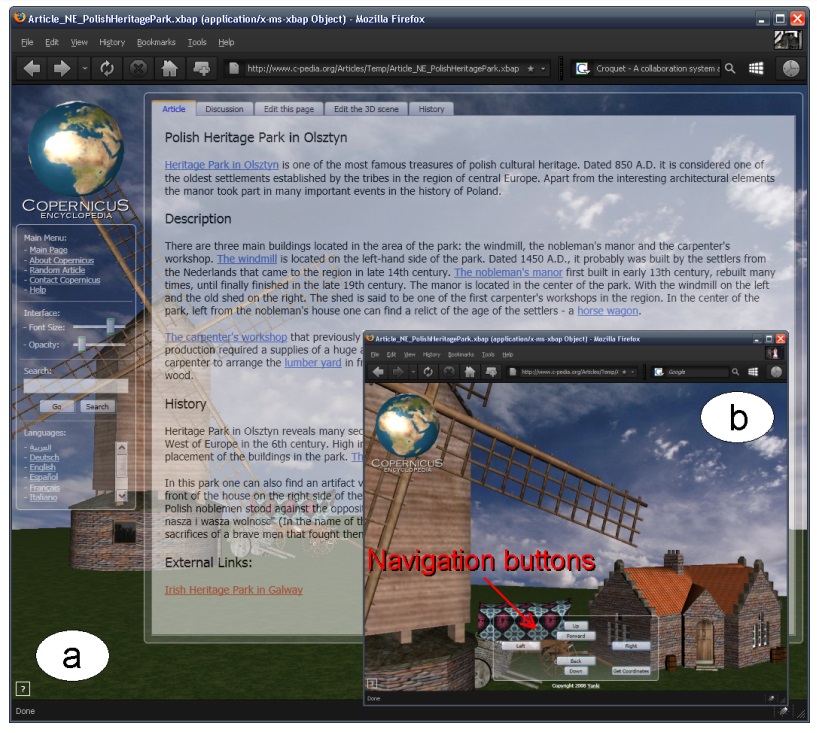 Article_NE_PolishHeritagePark.xbap (application/x-ms-xbap Object) - Mozilla Firefox
File Edit View History Bookmarks Tools Help
http://www.c-pedia.org/Articles/Temp/Article_NE_PolishHeritagePark.xbap
Croquet - A collaboration system
Article Discussion Edit this page Edit the 3D scene History
COPERNICUS
ENCYCLOPEDIA
Main Menu:
- Main Page
- About Copernicus
- Random Article
- Contact Copernicus
- Help
Interface:
- Font Size:
- Opacity:
Search:
Go Search
Languages:
- العربية
- Deutsch
- English
- Español
- Français
- Italiano
Polish Heritage Park in Olsztyn
Heritage Park in Olsztyn is one of the most famous treasures of polish cultural heritage. Dated 850 A.D. it is considered one of
the oldest settlements established by the tribes in the region of central Europe. Apart from the interesting architectural elements
the manor took part in many important events in the history of Poland.
Description
There are three main buildings located in the area of the park: the windmill, the nobleman's manor and the carpenter's
workshop. The windmill is located on the left-hand side of the park. Dated 1450 A.D., it probably was built by the settlers from
the Nederlands that came to the region in late 14th century. The nobleman's manor first built in early 13th century, rebuilt many
times, until finally finished in the late 19th century. The manor is located in the center of the park. With the windmill on the left
and the old shed on the right. The shed is said to be one of the first carpenter's workshops in the region. In the center of the
park, left from the nobleman's house one can find a relict of the age of the settlers - a horse wagon.
The carpenter's workshop that previously
production required a supplies of a huge a
carpenter to arrange the lumber yard in fr
wood.
History
Heritage Park in Olsztyn reveals many sec
West of Europe in the 6th century. High in
placement of the buildings in the park. Th
In this park one can also find an artifact v
front of the house on the right side of the
Polish noblemen stood against the opposit
nasza i wasza wolnosc" (In the name of th
sacrifices of a brave men that fought then
External Links:
Irish Heritage Park in Galway
a
?
Done
Article_NE_PolishHeritagePark.xbap (application/x-ms-xbap Object) - Mozilla Firefox
File Edit View History Bookmarks Tools Help
http://www.c-pedia.org/Articles/Temp/
Google
COPERNICUS
ENCYCLOPEDIA
b
Navigation buttons
Up
Forward
Left Right
Back
Down Get Coordinates
Copyright 2008 Yanki
?
Done